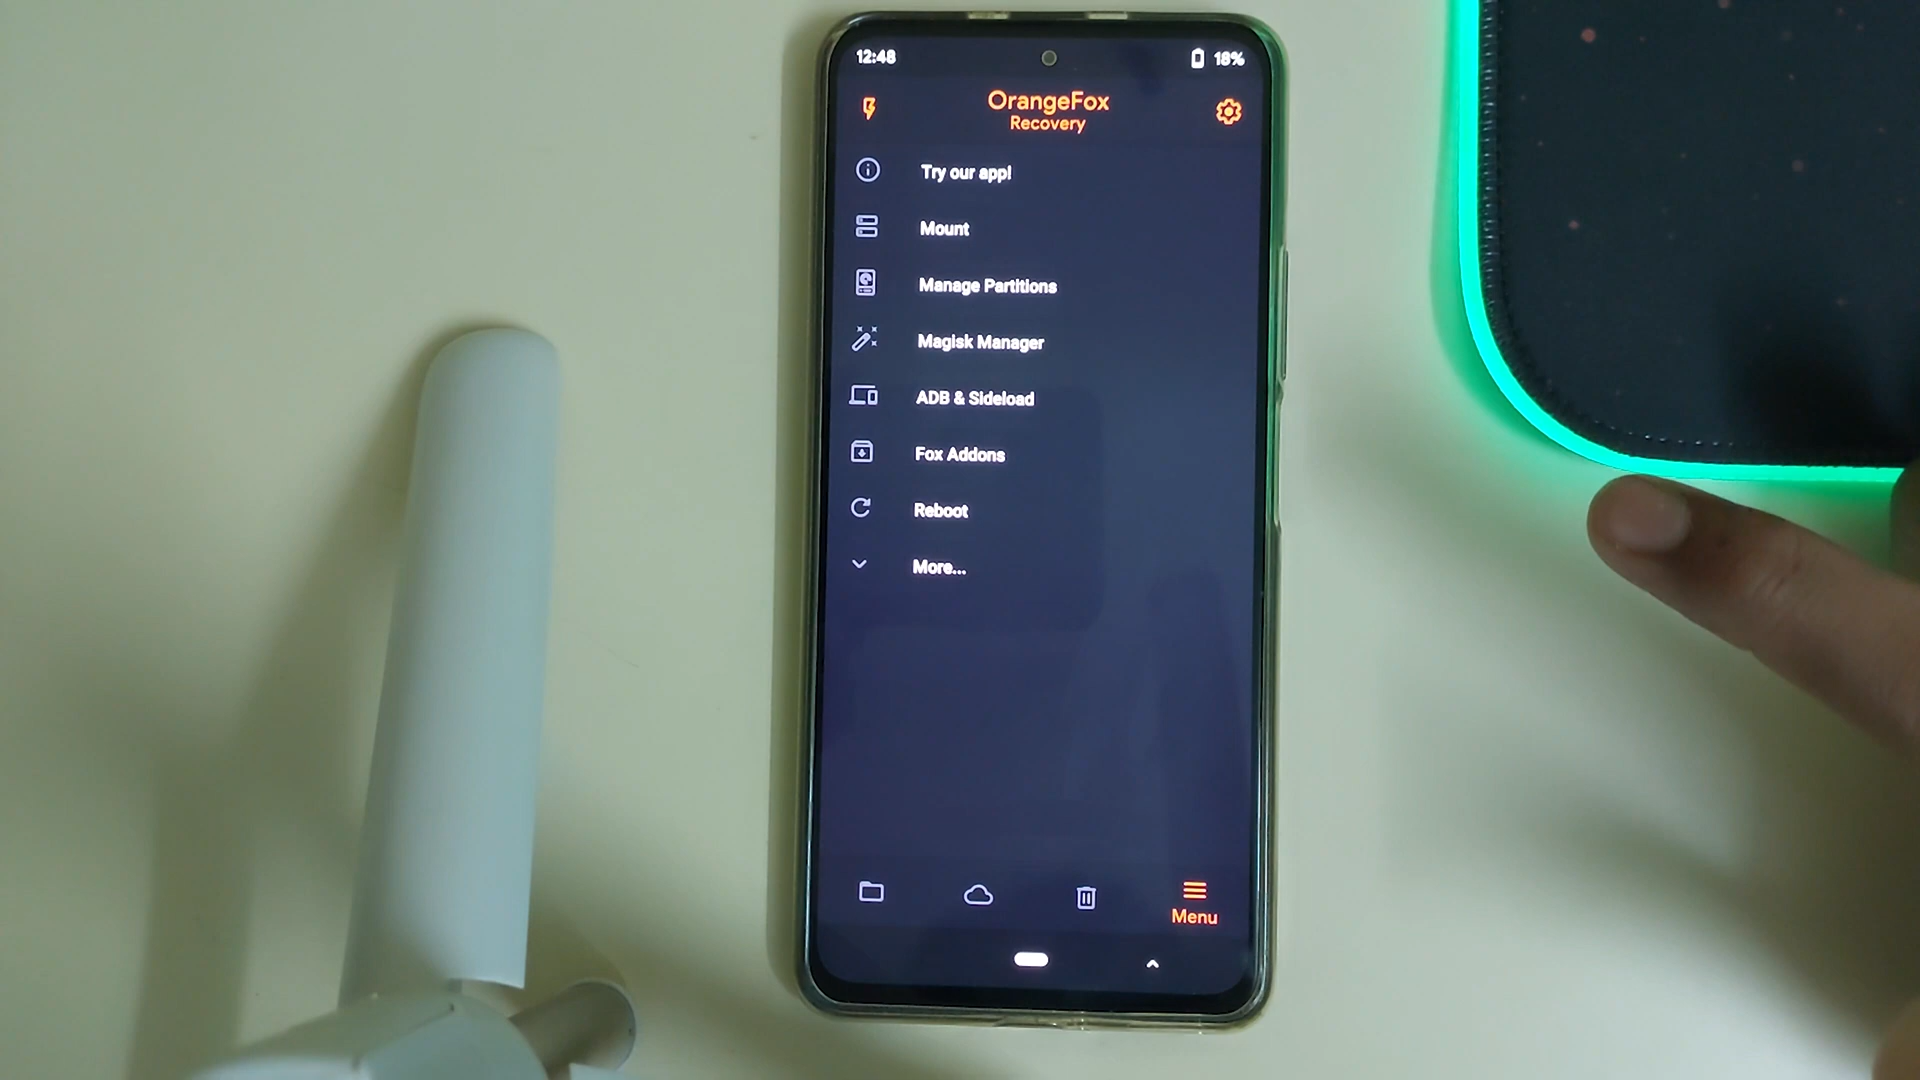 12:48
18%
OrangeFox
Recovery
Try our app!
Mount
Manage Partitions
Magisk Manager
ADB & Sideload
Fox Addons
Reboot
More...
Menu